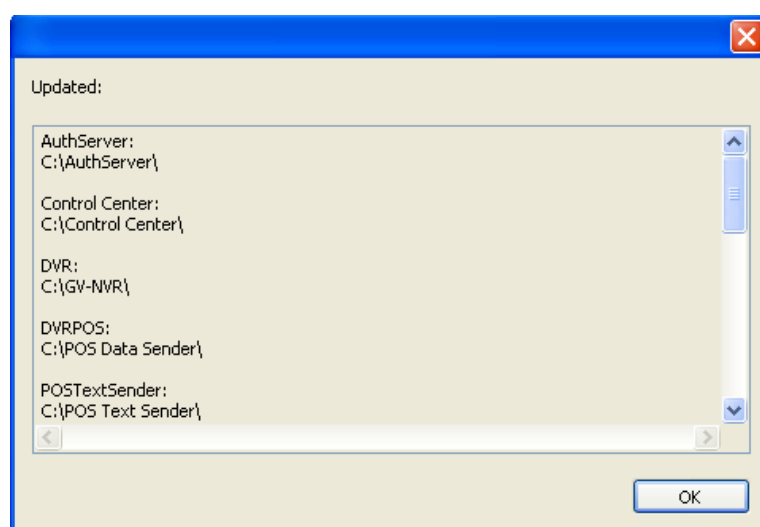 Updated:
AuthServer:
C:\AuthServer\
Control Center:
C:\Control Center\
DVR:
C:\GV-NVR\
DVRPOS:
C:\POS Data Sender\
POSTextSender:
C:\POS Text Sender\
OK